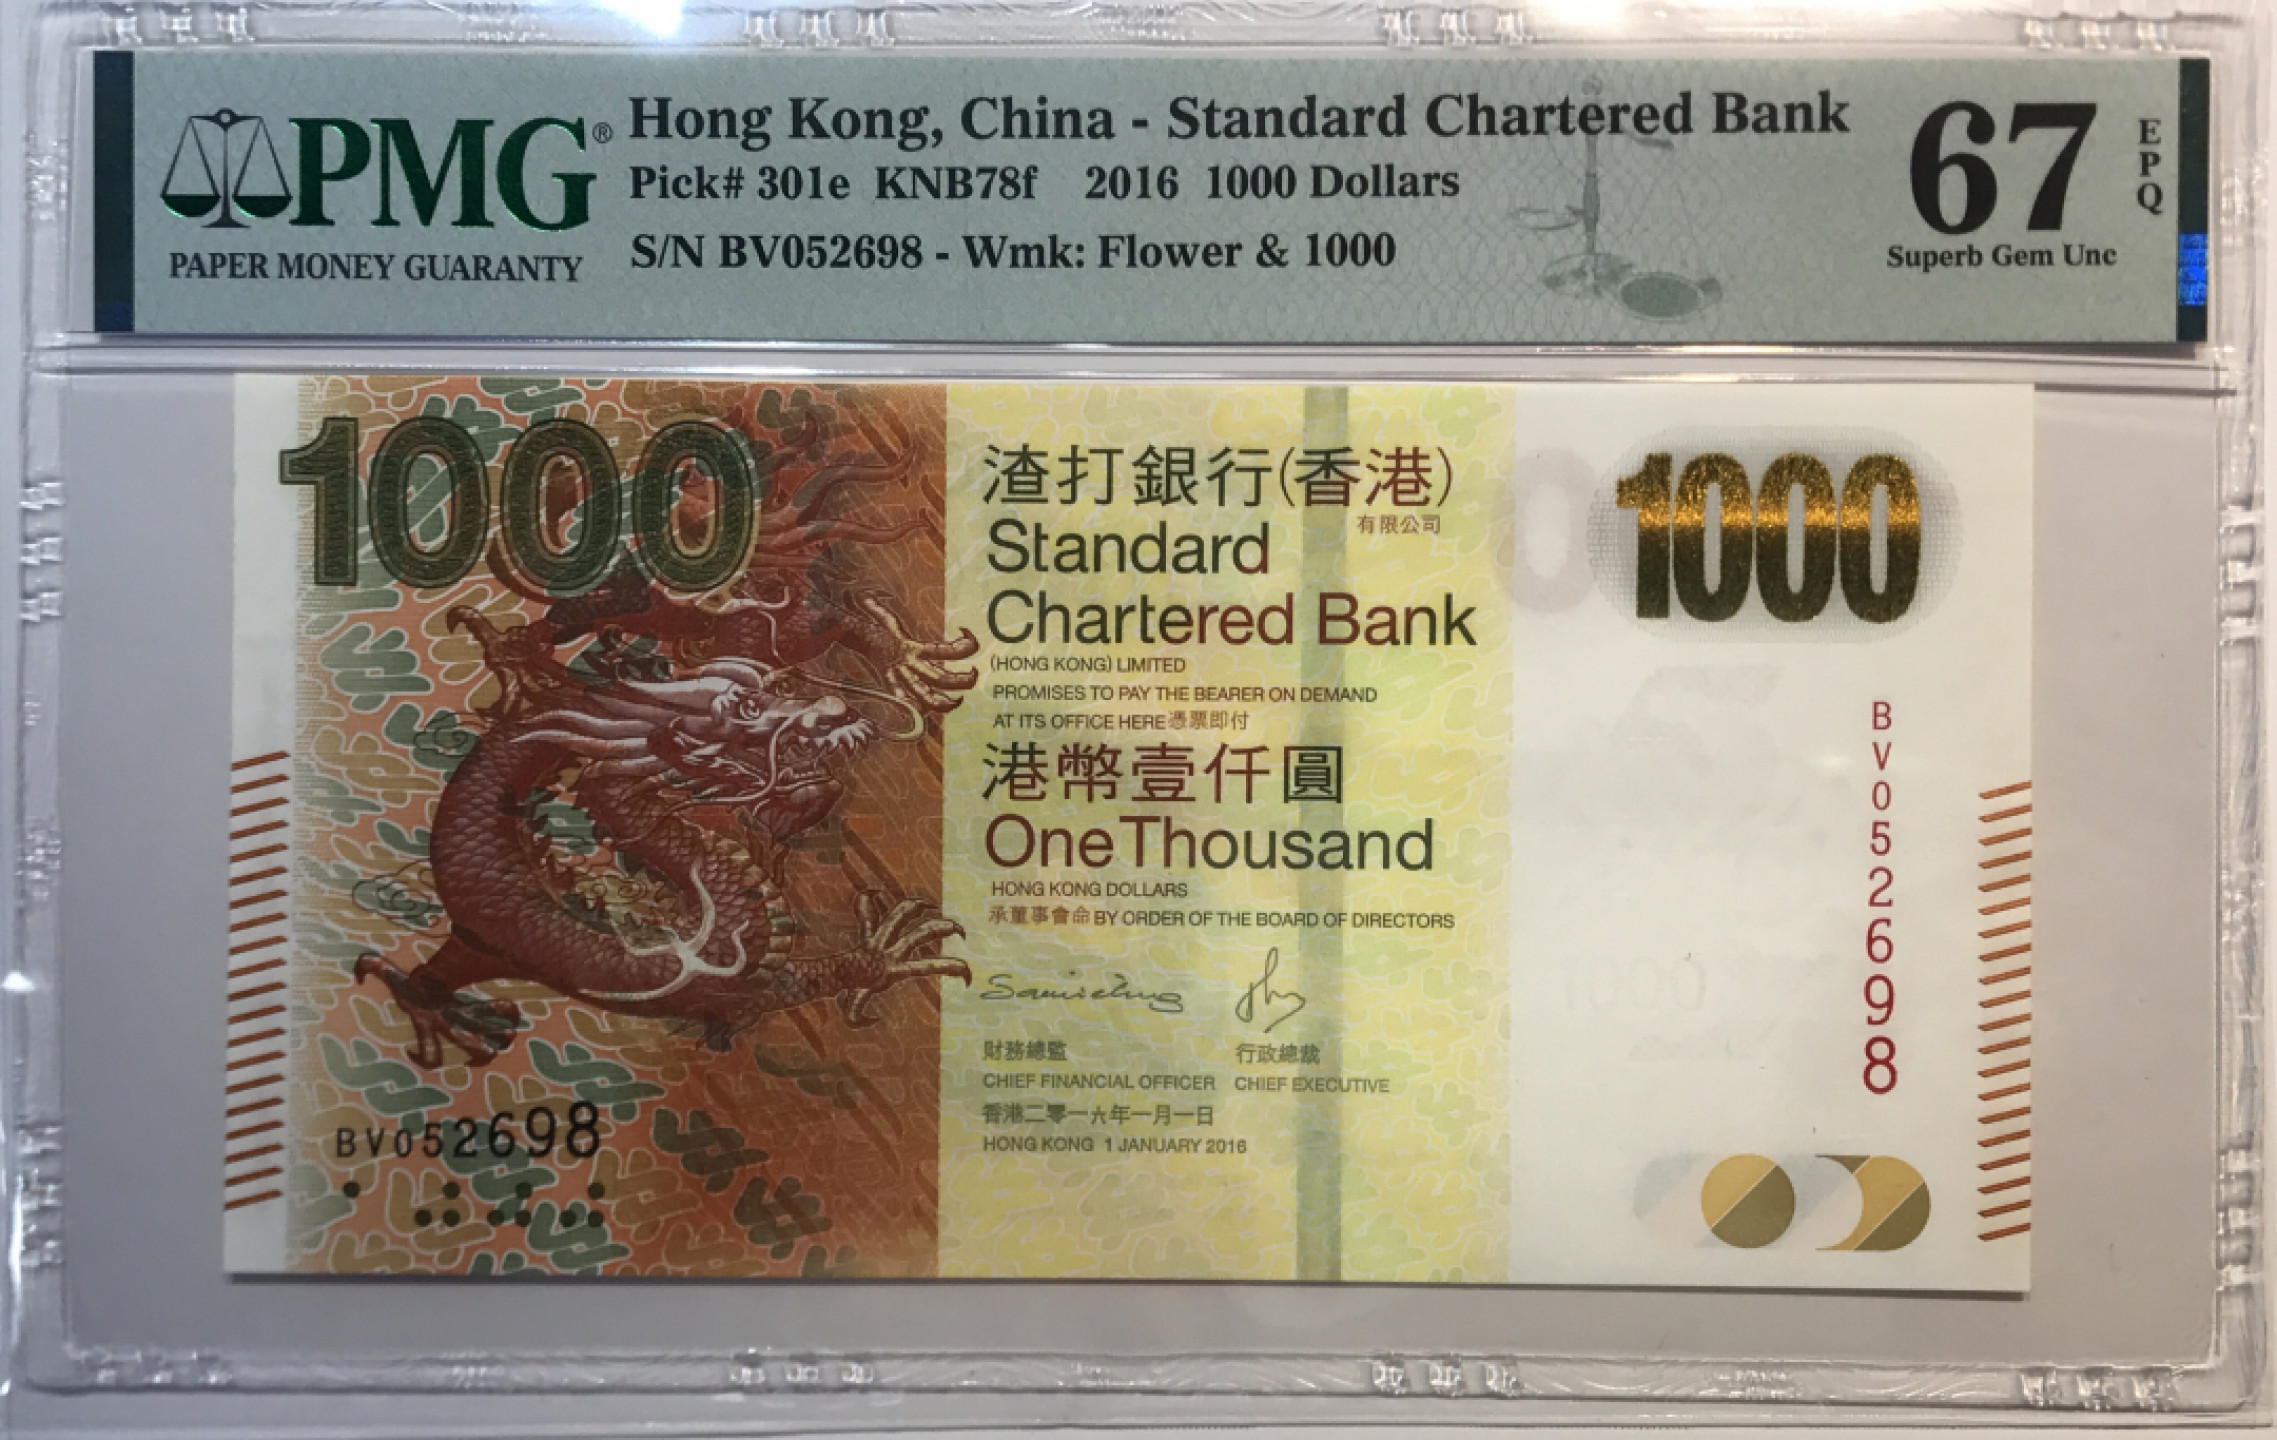 PMG®
PAPER MONEY GUARANTY
Hong Kong, China - Standard Chartered Bank
Pick# 301e KNB78f 2016 1000 Dollars
S/N BV052698 - Wmk: Flower & 1000
67
EPQ
Superb Gem Unc
1000
渣打銀行(香港)
有限公司
Standard
Chartered Bank
(HONG KONG) LIMITED
PROMISES TO PAY THE BEARER ON DEMAND
AT ITS OFFICE HERE憑票即付
港幣壹仟圓
One Thousand
HONG KONG DOLLARS
承董事會命 BY ORDER OF THE BOARD OF DIRECTORS
財務總監 行政總裁
CHIEF FINANCIAL OFFICER CHIEF EXECUTIVE
香港二零一六年一月一日
HONG KONG 1 JANUARY 2016
1000
BV052698
BV052698